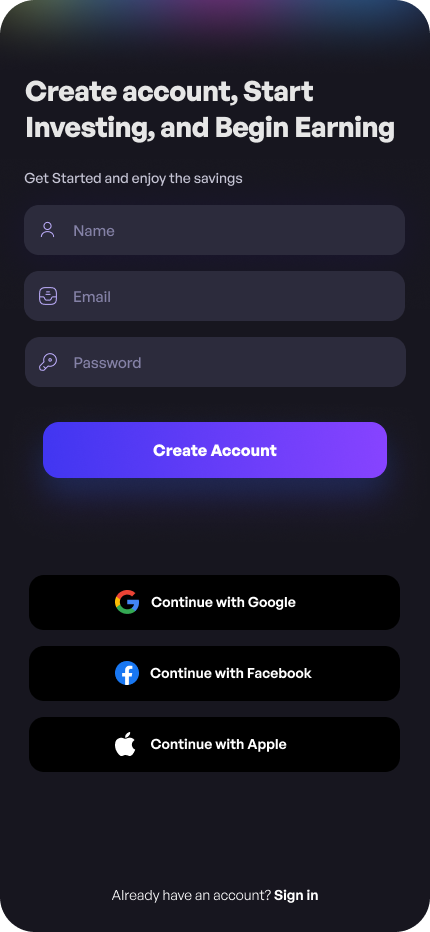 Create account, Start
Investing, and Begin Earning
Get Started and enjoy the savings
Name
Email
Password
Create Account
Continue with Google
Continue with Facebook
Continue with Apple
Already have an account? Sign in